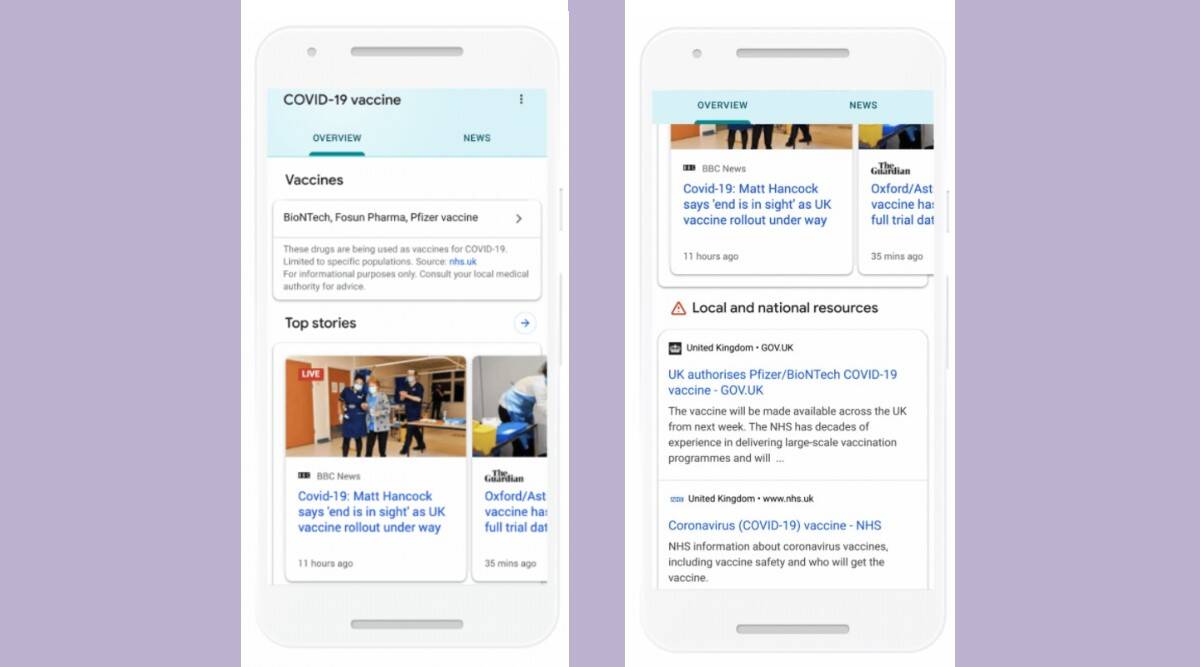 COVID-19 vaccine
OVERVIEW NEWS
Vaccines
BioNTech, Fosun Pharma, Pfizer vaccine
These drugs are being used as vaccines for COVID-19.
Limited to specific populations. Source: nhs.uk
For informational purposes only. Consult your local medical
authority for advice.
Top stories
LIVE
BBC BBC News
Covid-19: Matt Hancock
says 'end is in sight' as UK
vaccine rollout under way
11 hours ago
The
Guardian
Oxford/Ast
vaccine has
full trial dat
35 mins ago
OVERVIEW NEWS
BBC BBC News
Covid-19: Matt Hancock
says 'end is in sight' as UK
vaccine rollout under way
11 hours ago
The
Guardian
Oxford/Ast
vaccine has
full trial dat
35 mins ago
Local and national resources
United Kingdom • GOV.UK
UK authorises Pfizer/BioNTech COVID-19
vaccine - GOV.UK
The vaccine will be made available across the UK
from next week. The NHS has decades of
experience in delivering large-scale vaccination
programmes and will ...
NHS United Kingdom • www.nhs.uk
Coronavirus (COVID-19) vaccine - NHS
NHS information about coronavirus vaccines,
including vaccine safety and who will get the
vaccine.